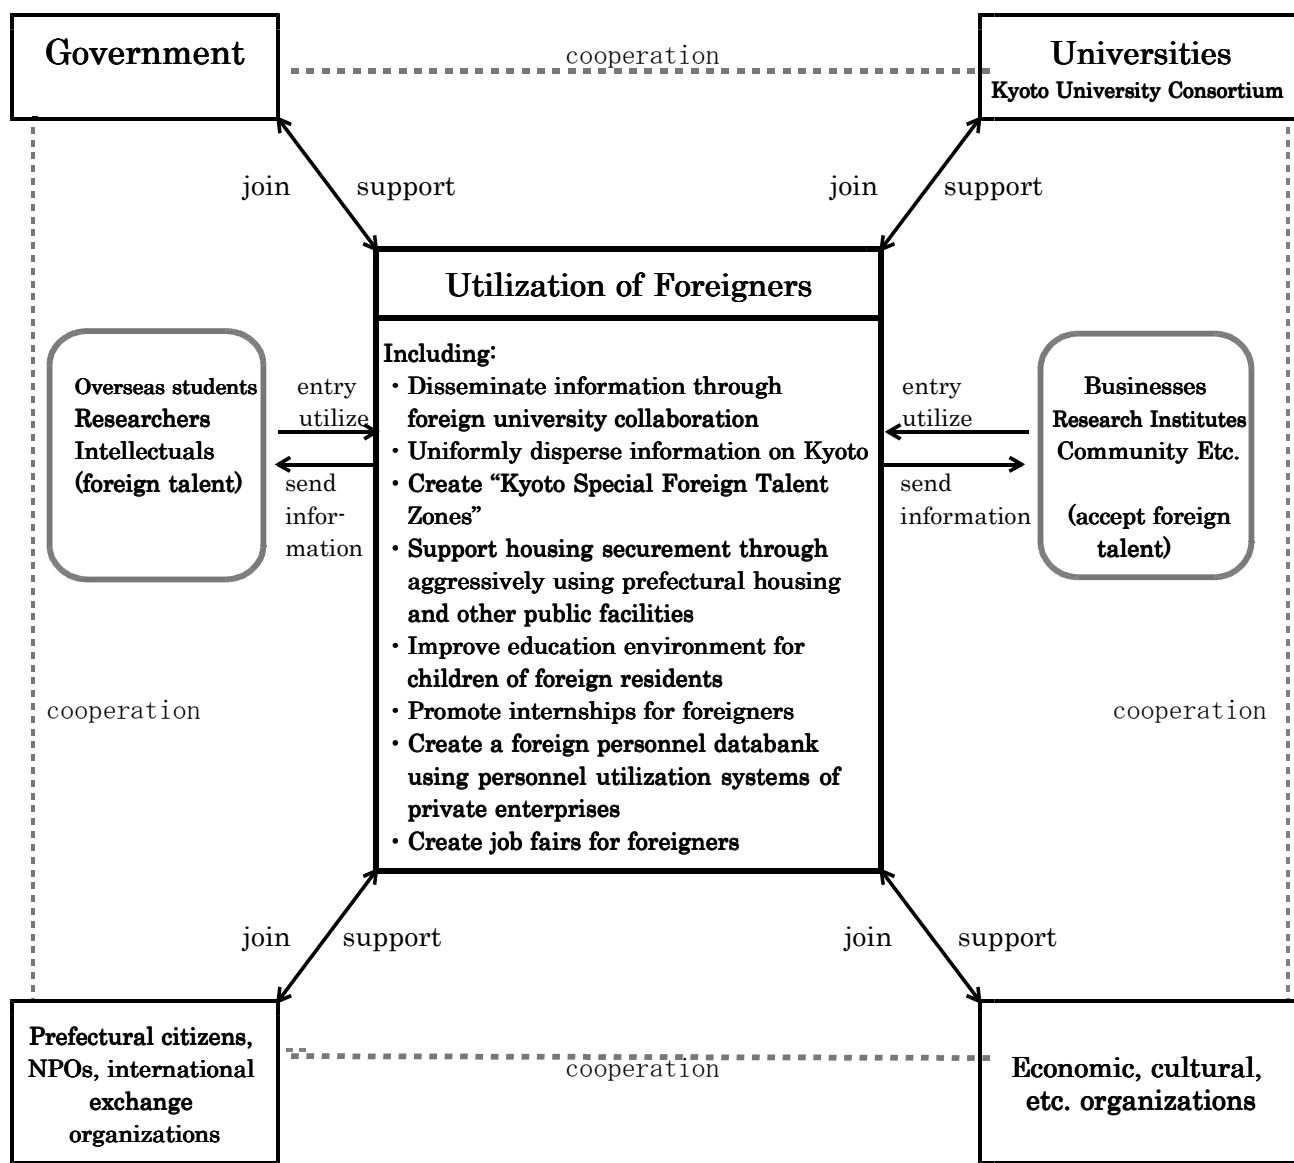 Government
cooperation
Universities
Kyoto University Consortium
join
support
join
support
Utilization of Foreigners
Overseas students
Researchers
Intellectuals
(foreign talent)
entry
utilize
send
infor-
mation
Including:
・Disseminate information through
foreign university collaboration
・Uniformly disperse information on Kyoto
・Create “Kyoto Special Foreign Talent
Zones”
・Support housing securement through
aggressively using prefectural housing
and other public facilities
・Improve education environment for
children of foreign residents
・Promote internships for foreigners
・Create a foreign personnel databank
using personnel utilization systems of
private enterprises
・Create job fairs for foreigners
entry
utilize
send
information
Businesses
Research Institutes
Community Etc.
(accept foreign
talent)
cooperation
cooperation
join
support
join
support
Prefectural citizens,
NPOs, international
exchange
organizations
cooperation
Economic, cultural,
etc. organizations